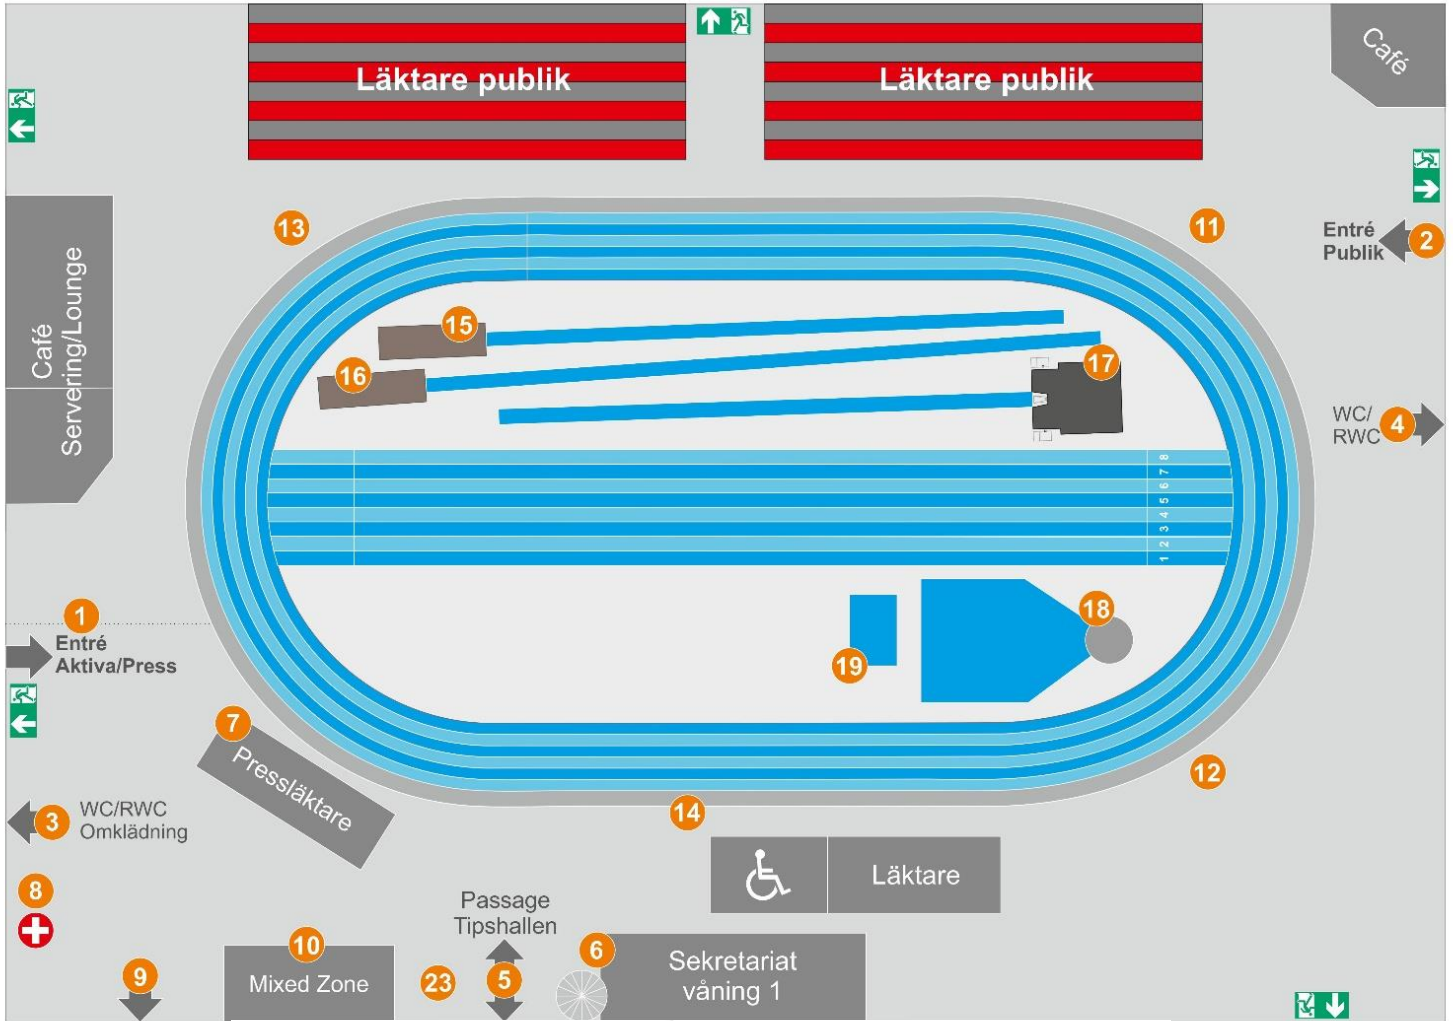 Läktare publik
Läktare publik
Café
13
11
Entré
Publik
2
Café
Servering/Lounge
15
16
17
WC/
RWC
4
8
7
6
5
4
3
2
1
1
Entré
Aktiva/Press
18
19
7
Pressläktare
12
14
3
WC/RWC
Omklädning
Läktare
8
Passage
Tipshallen
10
Mixed Zone
9
23
5
6
Sekretariat
våning 1